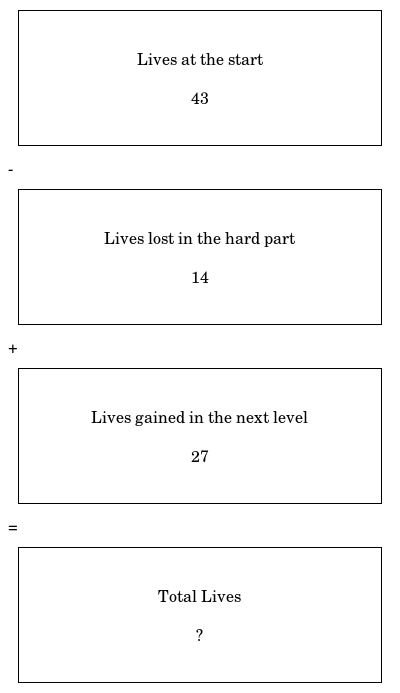 Lives at the start
43
-
Lives lost in the hard part
14
+
Lives gained in the next level
27
=
Total Lives
?